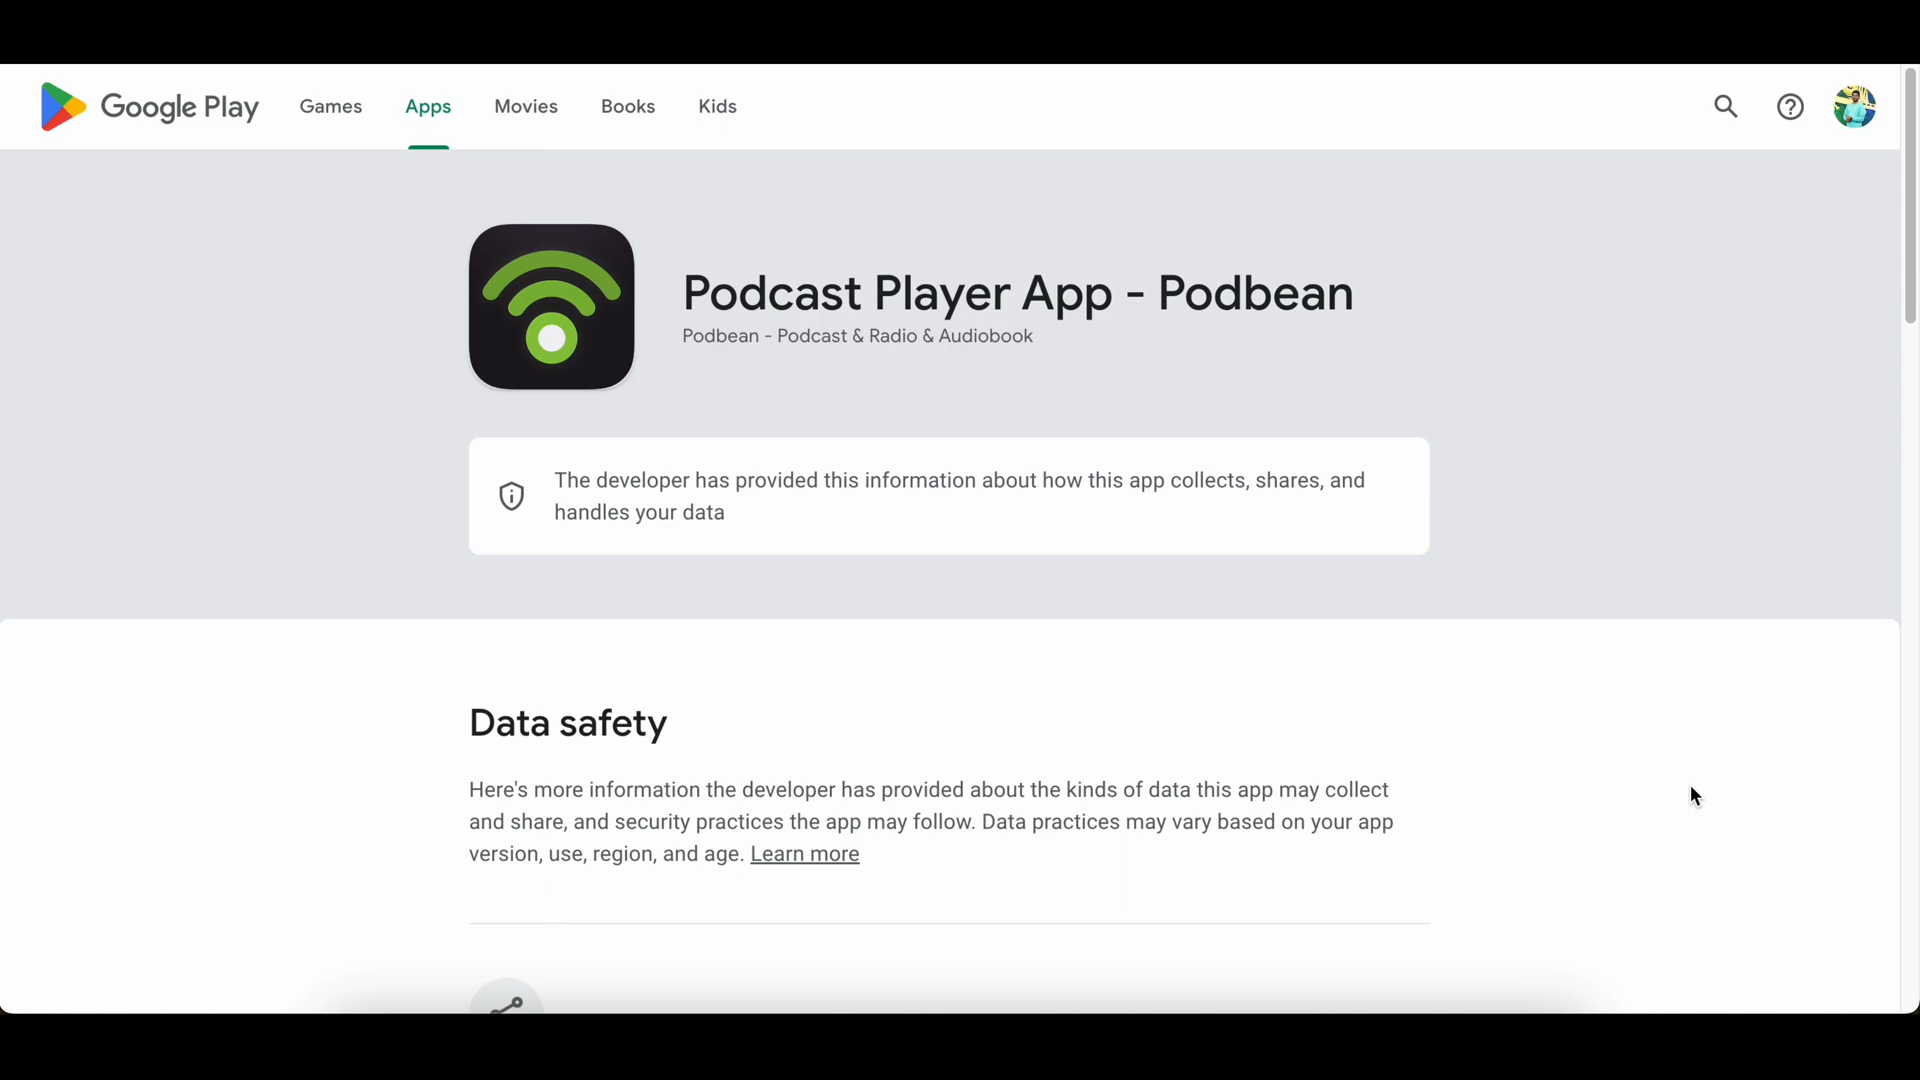 Google Play Games Apps Movies Books Kids
Podcast Player App - Podbean
Podbean - Podcast & Radio & Audiobook
The developer has provided this information about how this app collects, shares, and
handles your data
Data safety
Here's more information the developer has provided about the kinds of data this app may collect
and share, and security practices the app may follow. Data practices may vary based on your app
version, use, region, and age. Learn more